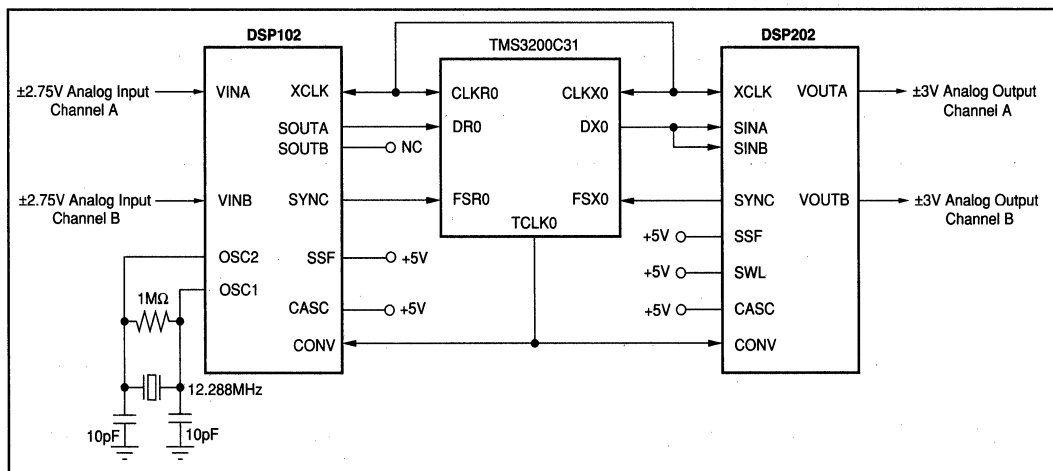 DSP102
TMS3200C31
DSP202
±2.75V Analog Input
Channel A
VINA
XCLK
CLKR0
CLKX0
XCLK
VOUTA
±3V Analog Output
Channel A
SOUTA
DR0
DX0
SINA
SOUTB
NC
SINB
±2.75V Analog Input
Channel B
VINB
SYNC
FSR0
FSX0
SYNC
VOUTB
±3V Analog Output
Channel B
TCLK0
+5V
SSF
OSC2
SSF
+5V
+5V
SWL
OSC1
1MΩ
CASC
+5V
+5V
CASC
CONV
CONV
12.288MHz
10pF
10pF